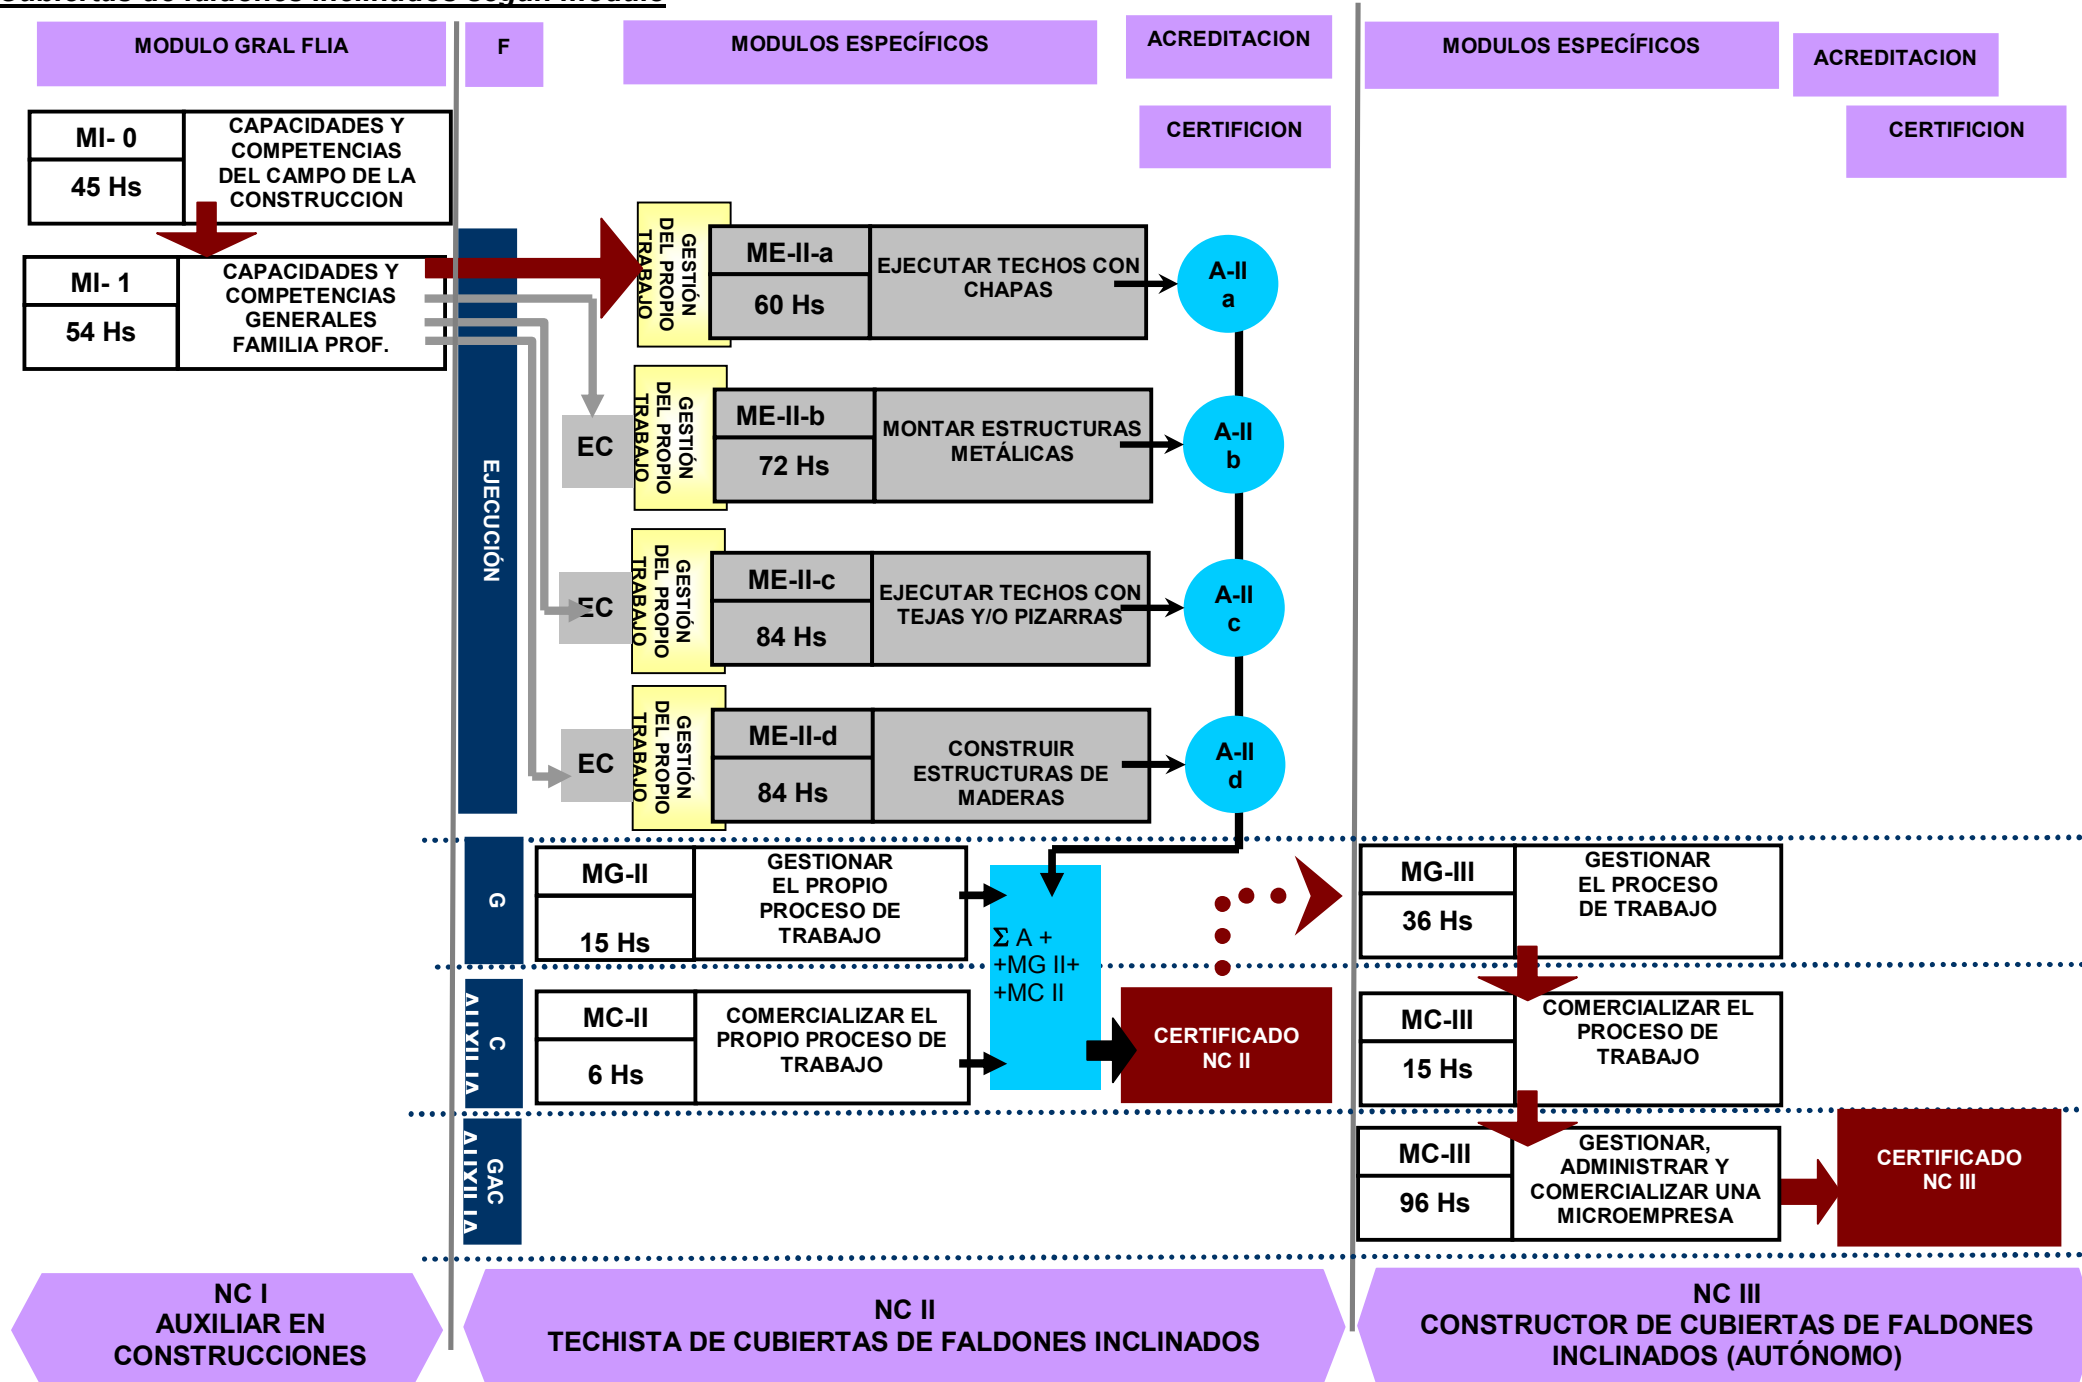 Cubiertas de faldones inclinados según módulo
MODULO GRAL FLIA
F
MODULOS ESPECÍFICOS
ACREDITACION
CERTIFICION
MODULOS ESPECÍFICOS
ACREDITACION
CERTIFICION
MI- 0
45 Hs
CAPACIDADES Y
COMPETENCIAS
DEL CAMPO DE LA
CONSTRUCCION
MI- 1
54 Hs
CAPACIDADES Y
COMPETENCIAS
GENERALES
FAMILIA PROF.
EJECUCIÓN
GESTIÓN
DEL PROPIO
TRABAJO
ME-II-a
60 Hs
EJECUTAR TECHOS CON
CHAPAS
A-II
a
EC
GESTIÓN
DEL PROPIO
TRABAJO
ME-II-b
72 Hs
MONTAR ESTRUCTURAS
METÁLICAS
A-II
b
EC
GESTIÓN
DEL PROPIO
TRABAJO
ME-II-c
84 Hs
EJECUTAR TECHOS CON
TEJAS Y/O PIZARRAS
A-II
c
EC
GESTIÓN
DEL PROPIO
TRABAJO
ME-II-d
84 Hs
CONSTRUIR
ESTRUCTURAS DE
MADERAS
A-II
d
G
MG-II
15 Hs
GESTIONAR
EL PROPIO
PROCESO DE
TRABAJO
Σ A +
+MG II+
+MC II
MG-III
36 Hs
GESTIONAR
EL PROCESO
DE TRABAJO
C
AUXILIA
MC-II
6 Hs
COMERCIALIZAR EL
PROPIO PROCESO DE
TRABAJO
CERTIFICADO
NC II
MC-III
15 Hs
COMERCIALIZAR EL
PROCESO DE
TRABAJO
GAC
AUXILIA
MC-III
96 Hs
GESTIONAR,
ADMINISTRAR Y
COMERCIALIZAR UNA
MICROEMPRESA
CERTIFICADO
NC III
NC I
AUXILIAR EN
CONSTRUCCIONES
NC II
TECHISTA DE CUBIERTAS DE FALDONES INCLINADOS
NC III
CONSTRUCTOR DE CUBIERTAS DE FALDONES
INCLINADOS (AUTÓNOMO)